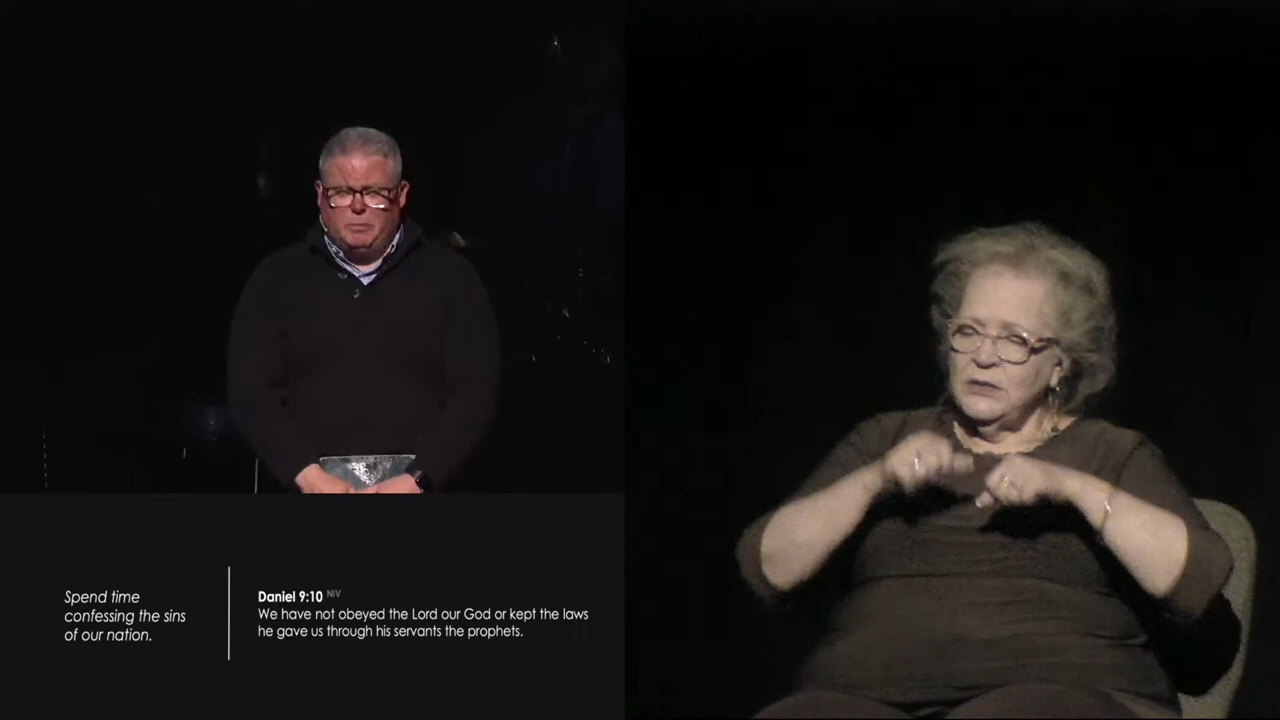 Spend time
confessing the sins
of our nation.
Daniel 9:10 NIV
We have not obeyed the Lord our God or kept the laws
he gave us through his servants the prophets.